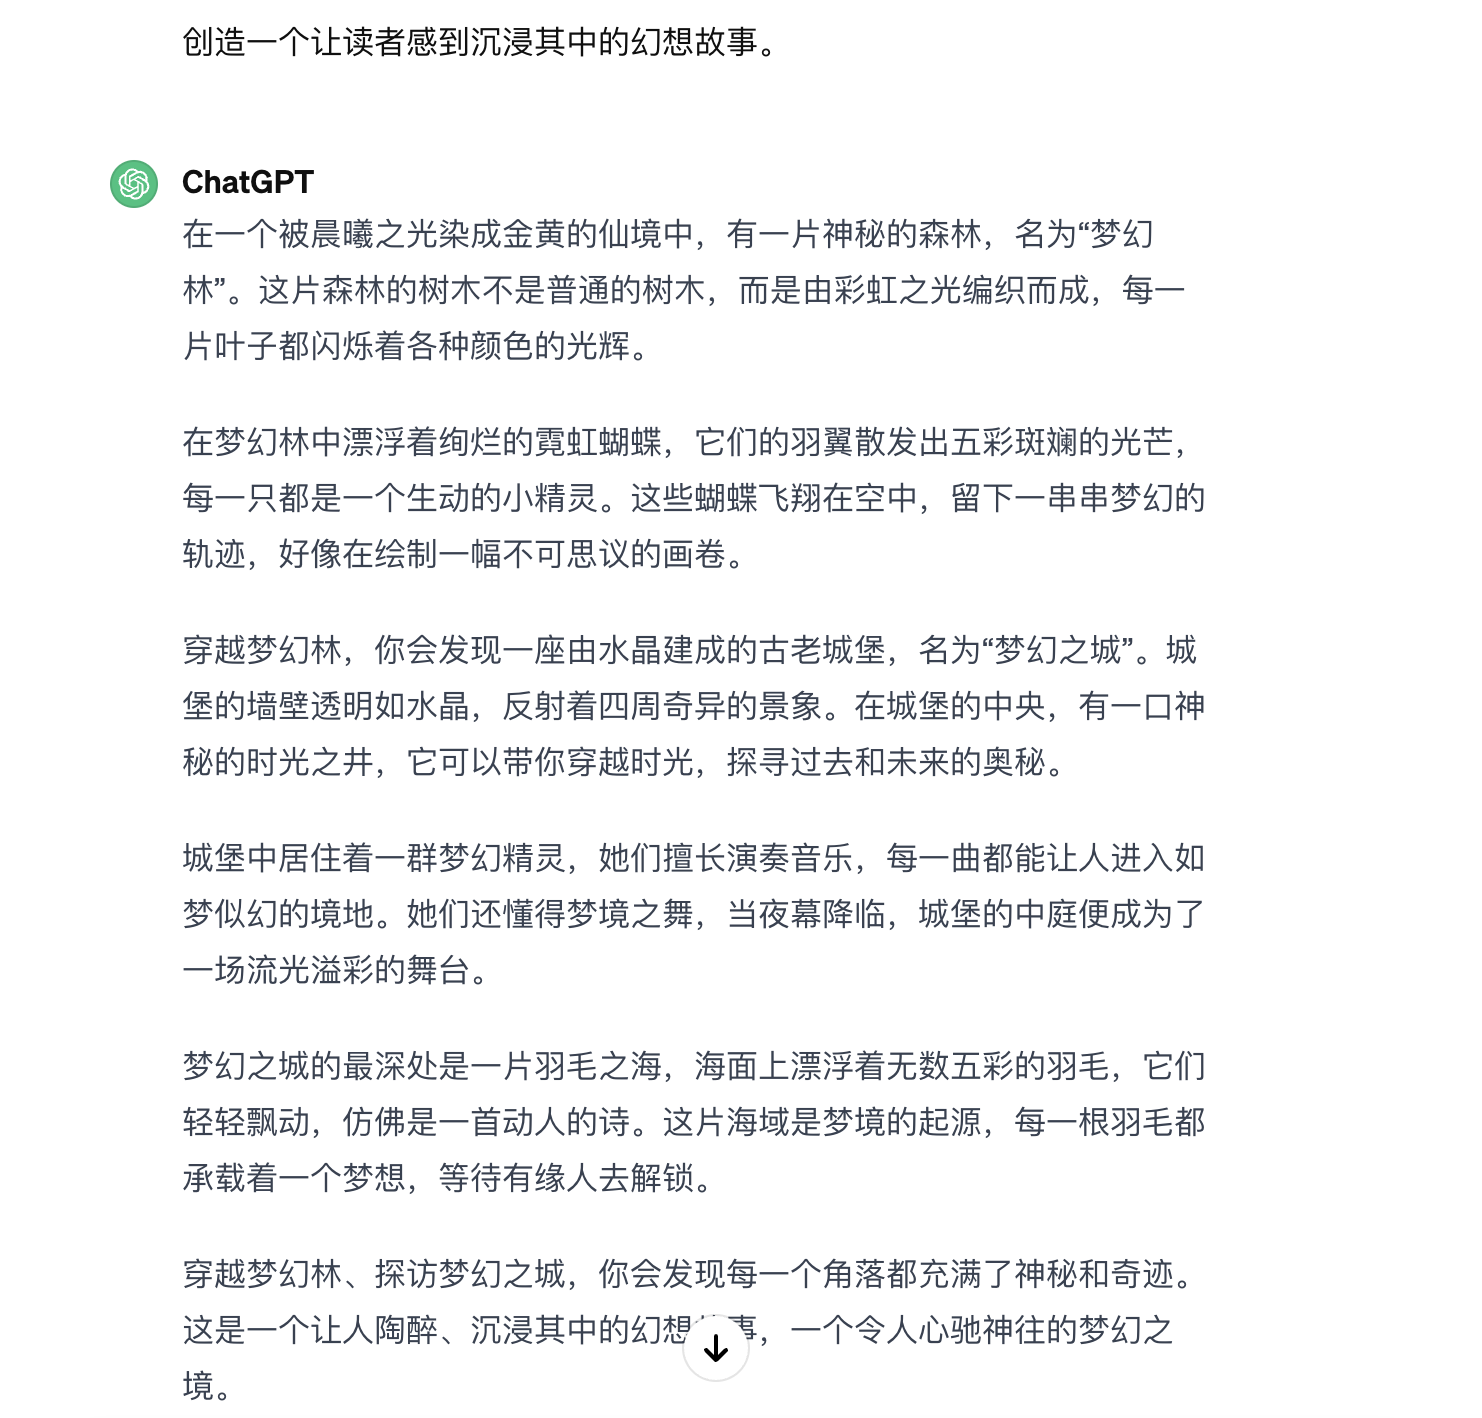 创造一个让读者感到沉浸其中的幻想故事。
ChatGPT
在一个被晨曦之光染成金黄的仙境中，有一片神秘的森林，名为“梦幻
林”。这片森林的树木不是普通的树木，而是由彩虹之光编织而成，每一
片叶子都闪烁着各种颜色的光辉。
在梦幻林中漂浮着绚烂的霓虹蝴蝶，它们的羽翼散发出五彩斑斓的光芒，
每一只都是一个生动的小精灵。这些蝴蝶飞翔在空中，留下一串串梦幻的
轨迹，好像在绘制一幅不可思议的画卷。
穿越梦幻林，你会发现一座由水晶建成的古老城堡，名为“梦幻之城”。城
堡的墙壁透明如水晶，反射着四周奇异的景象。在城堡的中央，有一口神
秘的时光之井，它可以带你穿越时光，探寻过去和未来的奥秘。
城堡中居住着一群梦幻精灵，她们擅长演奏音乐，每一曲都能让人进入如
梦似幻的境地。她们还懂得梦境之舞，当夜幕降临，城堡的中庭便成为了
一场流光溢彩的舞台。
梦幻之城的最深处是一片羽毛之海，海面上漂浮着无数五彩的羽毛，它们
轻轻飘动，仿佛是一首动人的诗。这片海域是梦境的起源，每一根羽毛都
承载着一个梦想，等待有缘人去解锁。
穿越梦幻林、探访梦幻之城，你会发现每一个角落都充满了神秘和奇迹。
这是一个让人陶醉、沉浸其中的幻想事，一个令人心驰神往的梦幻之
境。